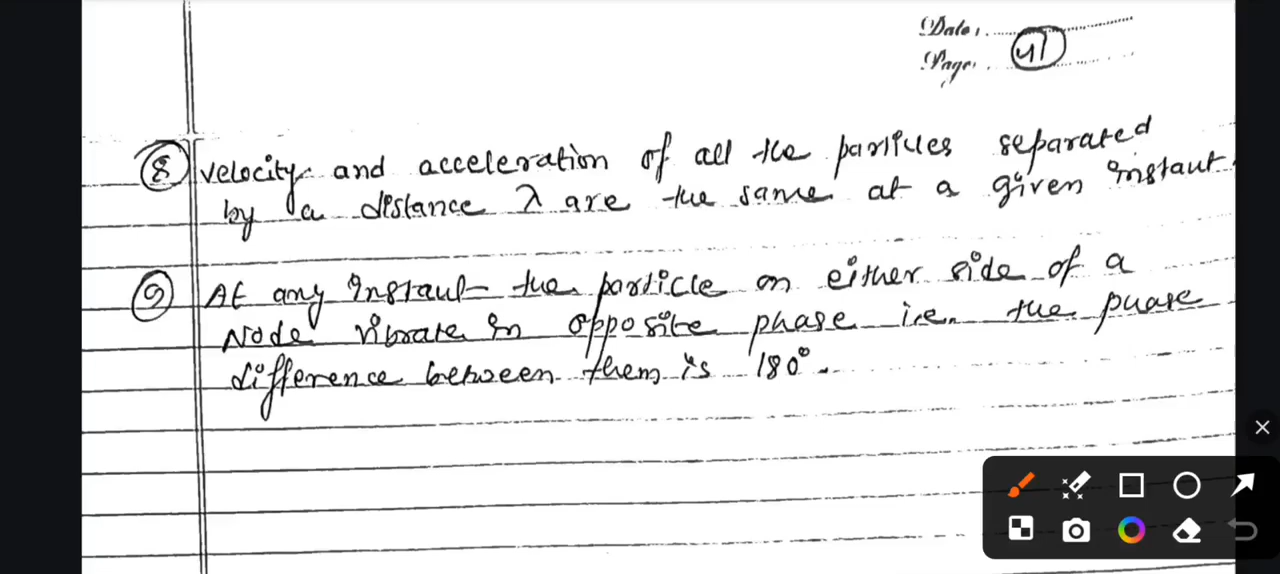 Date:
Page: 41
8 Velocity and acceleration of all the particles separated
by a distance λ are the same at a given instant.
9 At any instant the particle on either side of a
Node vibrate in opposite phase i.e. the phase
difference between them is 180°.